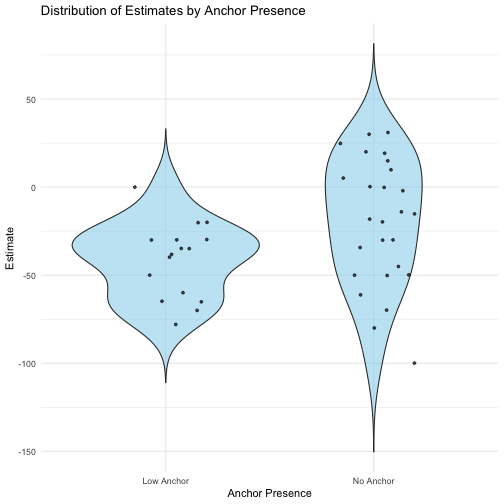 Distribution of Estimates by Anchor Presence
Estimate
50
0
-50
-100
-150
Low Anchor
No Anchor
Anchor Presence